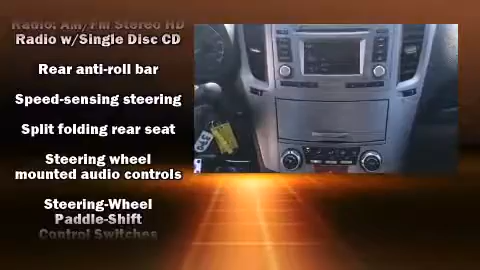 Radio: AM/FM Stereo HD
Radio w/Single Disc CD
Rear anti-roll bar
Speed-sensing steering
Split folding rear seat
Steering wheel
mounted audio controls
Steering-Wheel
Paddle-Shift
Control Switches